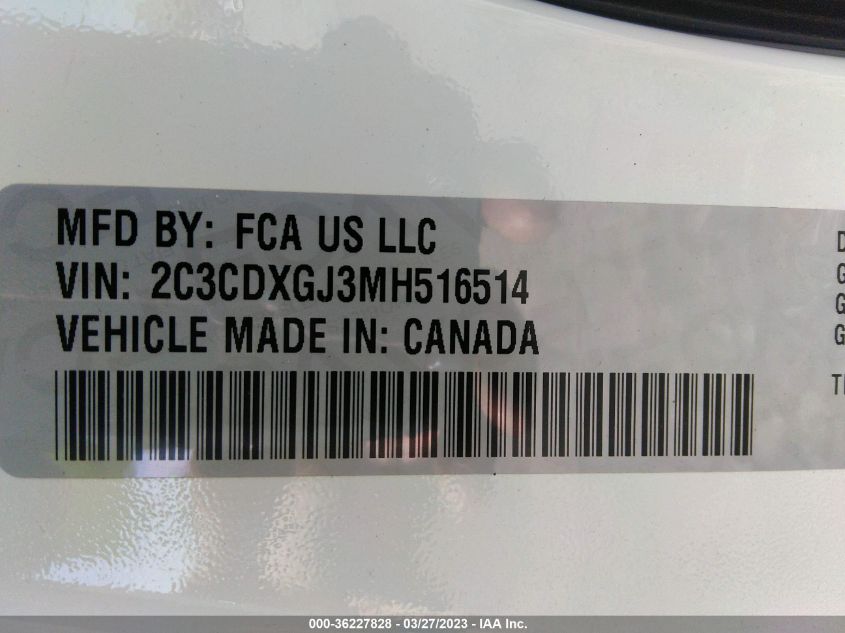 MFD BY: FCA US LLC
VIN: 2C3CDXGJ3MH516514
VEHICLE MADE IN: CANADA
000-36227828 - 03/27/2023 - IAA Inc.